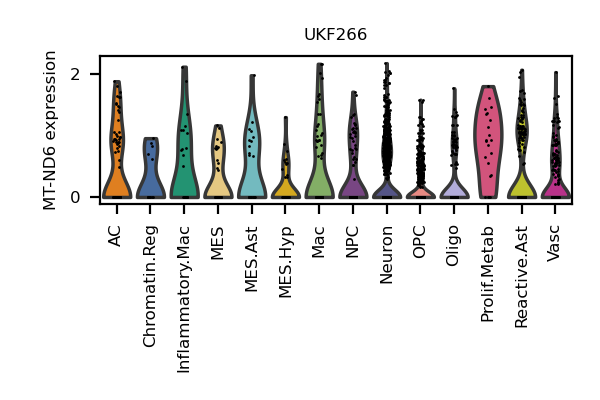 UKF266
MT-ND6 expression
2
0
AC
Chromatin.Reg
Inflammatory.Mac
MES
MES.Ast
MES.Hyp
Mac
NPC
Neuron
OPC
Oligo
Prolif.Metab
Reactive.Ast
Vasc